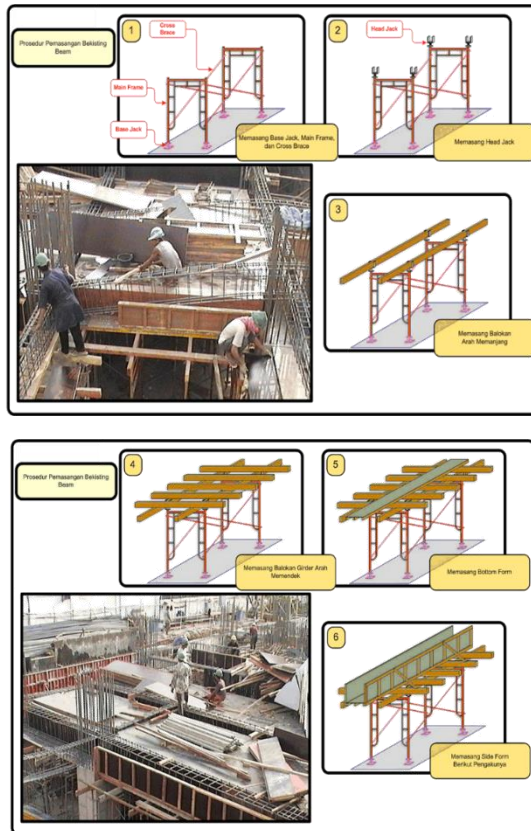 Prosedur Pemasangan Bekisting
Beam
1
Cross
Brace
Main Frame
Base Jack
Memasang Base Jack, Main Frame,
dan Cross Brace
2
Head Jack
Memasang Head Jack
3
Memasang Balokan
Arah Memanjang
Prosedur Pemasangan Bekisting
Beam
4
Memasang Balokan Girder Arah
Memendek
5
Memasang Bottom Form
6
Memasang Side Form
Berikut Pengakunya